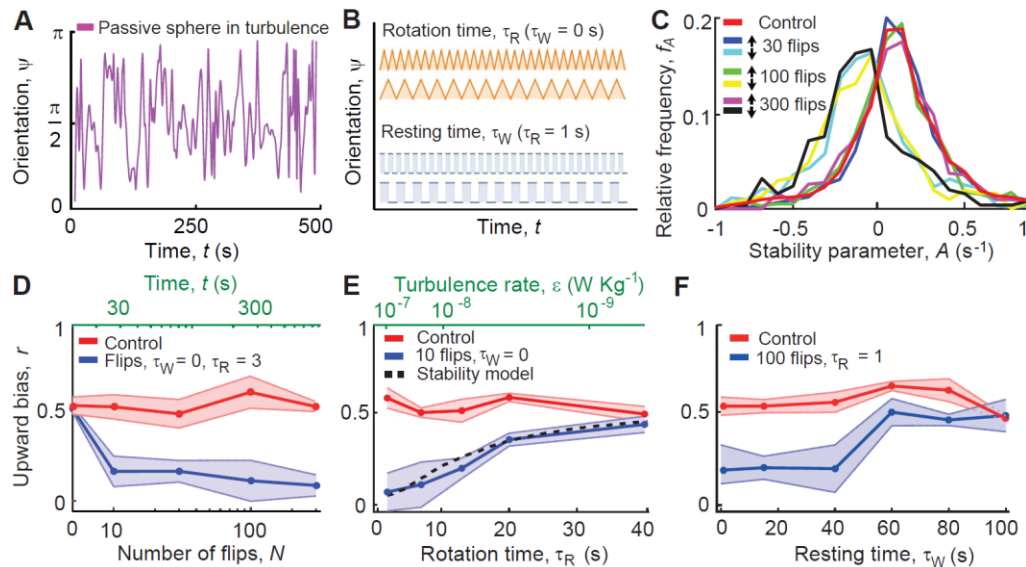 A
Passive sphere in turbulence
Orientation, ψ
π
π
2
0
0
250
500
Time, t (s)
B
Rotation time, τR (τW = 0 s)
Resting time, τW (τR = 1 s)
Orientation, ψ
Time, t
C
Control
30 flips
100 flips
300 flips
Relative frequency, fA
0.2
0.1
0
-1
-0.5
0
0.5
1
Stability parameter, A (s-1)
D
Time, t (s)
30
300
Control
Flips, τW= 0, τR = 3
Upward bias, r
1
0.5
0
0
10
100
Number of flips, N
E
Turbulence rate, ε (W Kg-1)
10-7
10-8
10-9
Control
10 flips, τW= 0
Stability model
1
0.5
0
0
10
20
30
40
Rotation time, τR (s)
F
Control
100 flips, τR = 1
1
0.5
0
0
20
40
60
80
100
Resting time, τW (s)